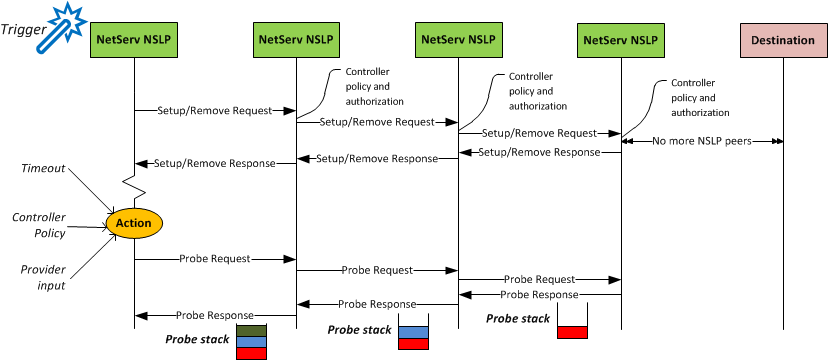 Trigger
NetServ NSLP
NetServ NSLP
NetServ NSLP
NetServ NSLP
Destination
Controller
policy and
authorization
Controller
policy and
authorization
Controller
policy and
authorization
Setup/Remove Request
Setup/Remove Request
Setup/Remove Request
No more NSLP peers
Setup/Remove Response
Setup/Remove Response
Setup/Remove Response
Timeout
Controller
Policy
Action
Provider
input
Probe Request
Probe Request
Probe Request
Probe Response
Probe Response
Probe Response
Probe stack
Probe stack
Probe stack